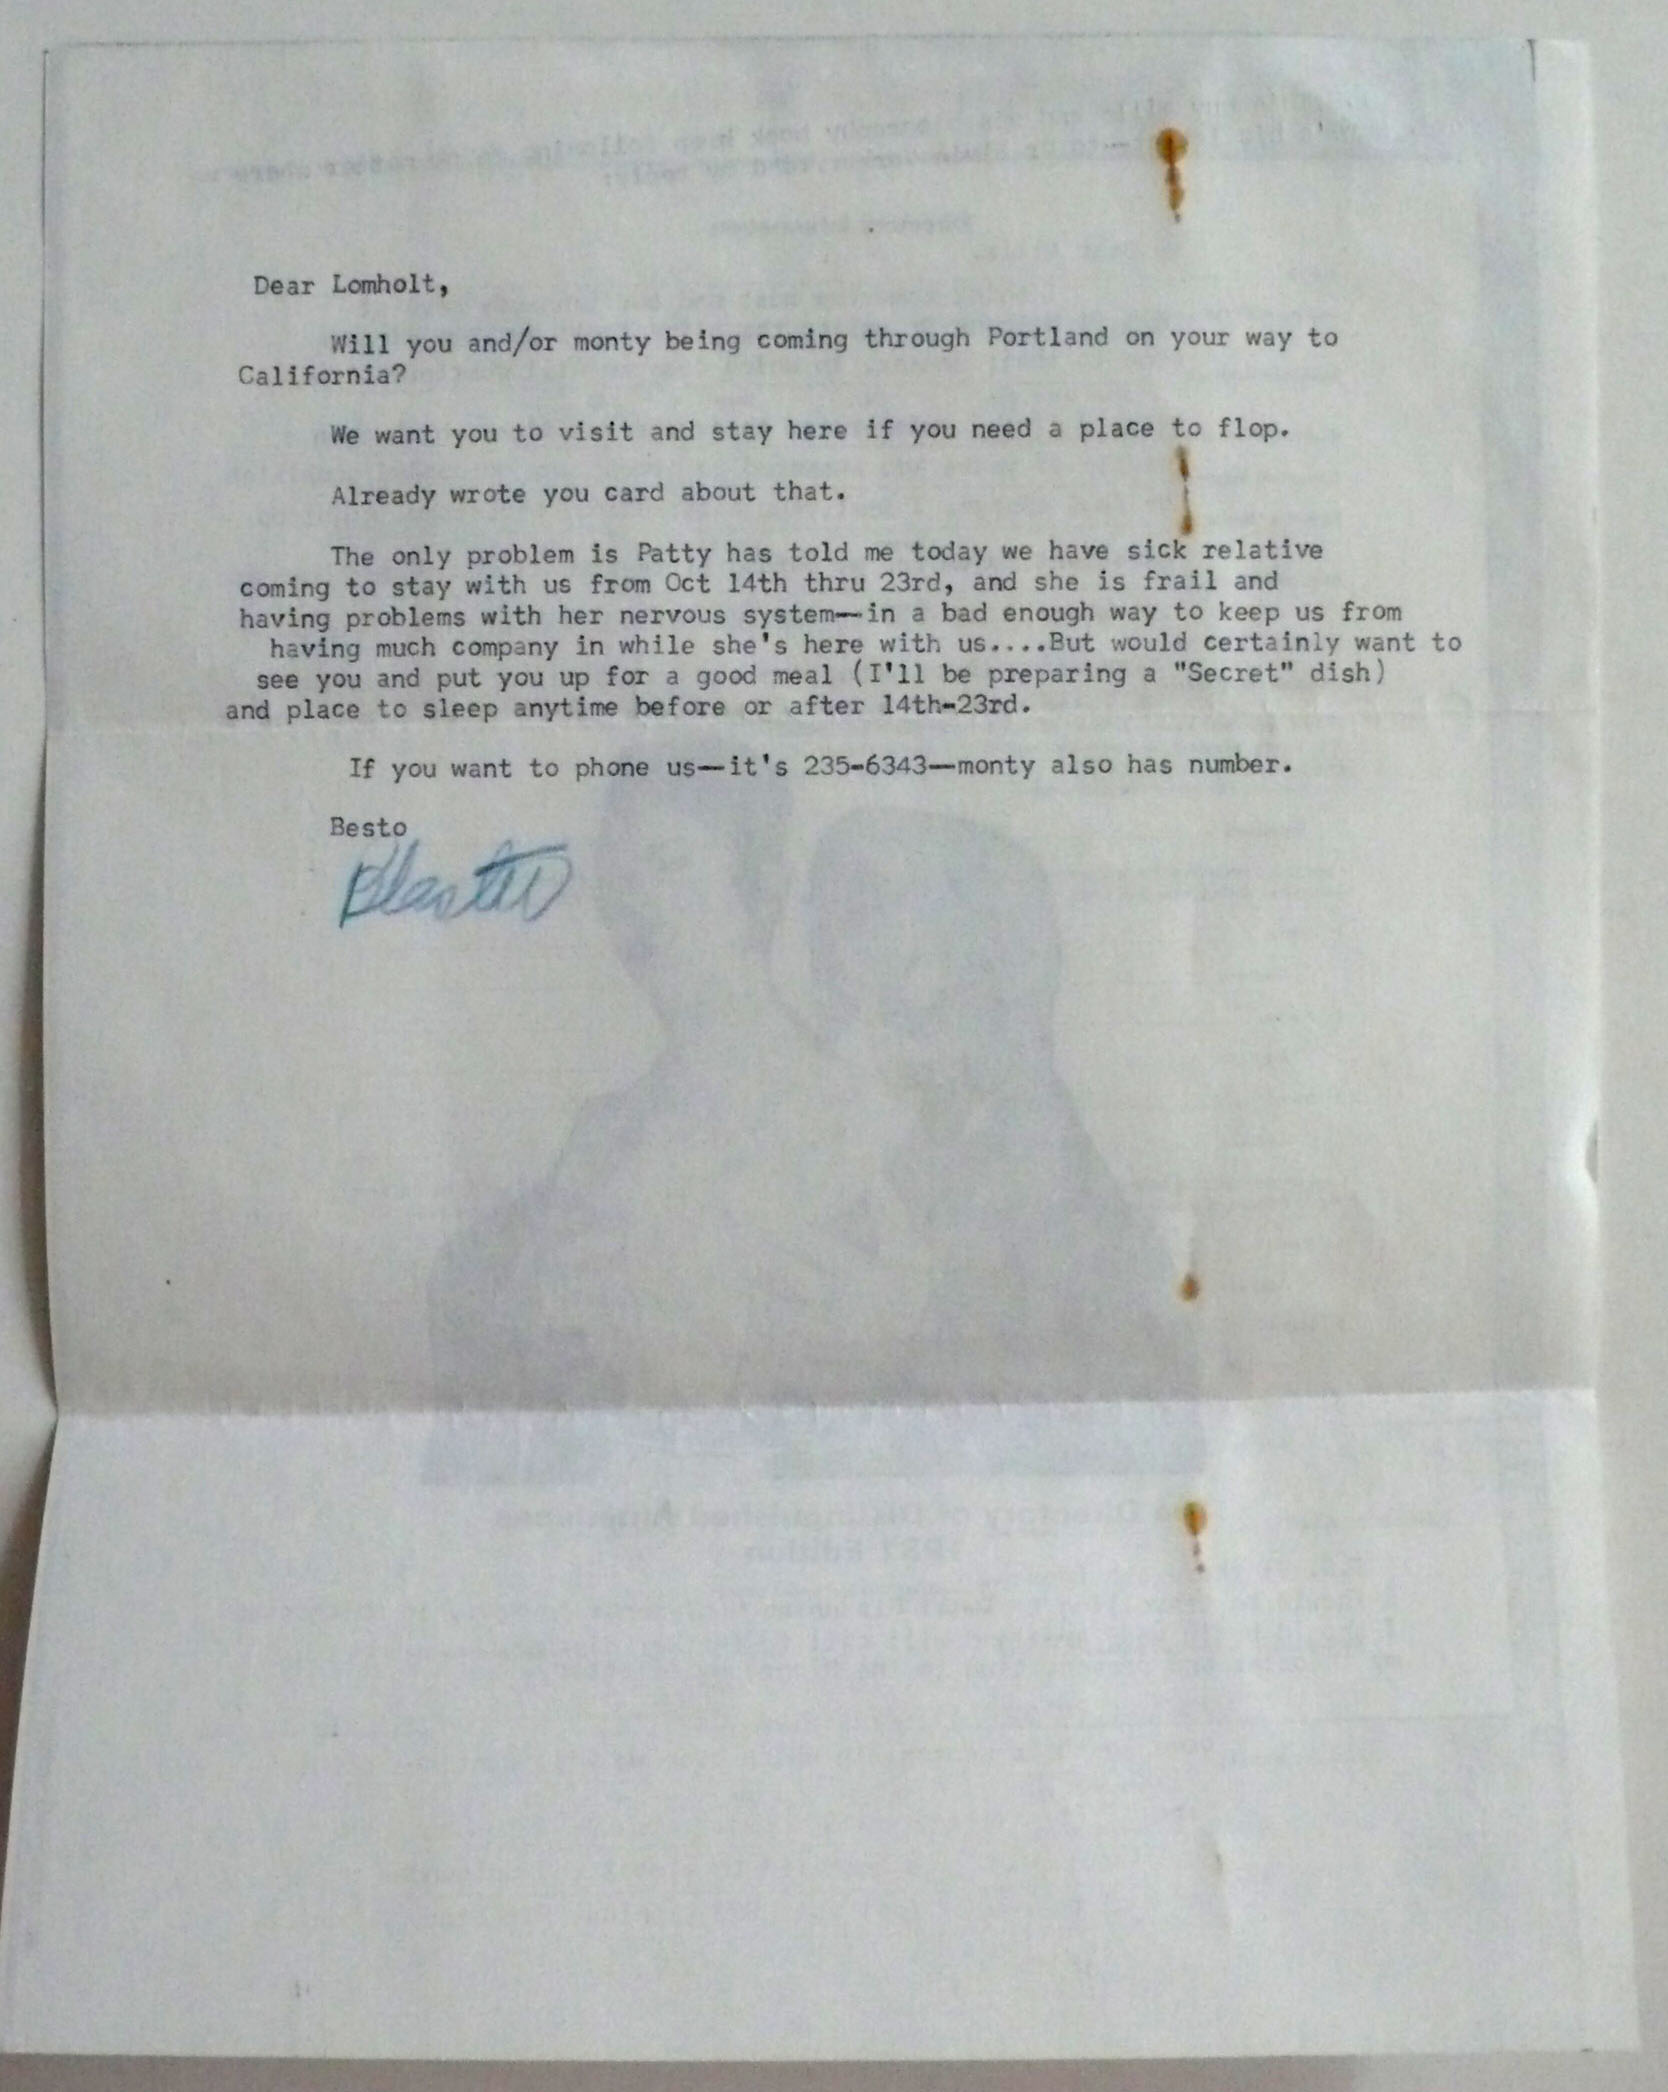 Dear Lomholt,
Will you and/or monty being coming through Portland on your way to
California?
We want you to visit and stay here if you need a place to flop.
Already wrote you card about that.
The only problem is Patty has told me today we have sick relative
coming to stay with us from Oct 14th thru 23rd, and she is frail and
having problems with her nervous system—in a bad enough way to keep us from
having much company in while she's here with us....But would certainly want to
see you and put you up for a good meal (I'll be preparing a "Secret" dish)
and place to sleep anytime before or after 14th-23rd.
If you want to phone us—it's 235-6343—monty also has number.
Besto